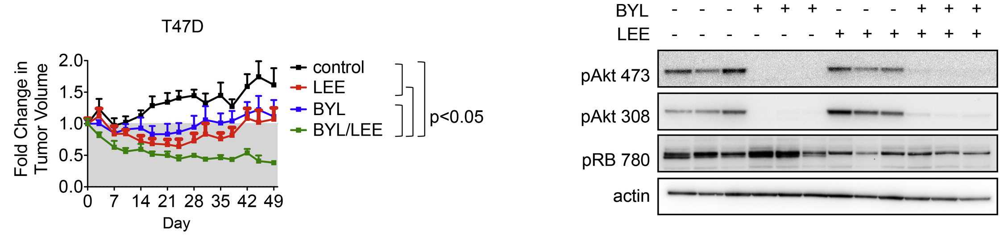 T47D
Fold Change in
Tumor Volume
2.0
1.5
1.0
0.5
0.0
0 7 14 21 28 35 42 49
Day
control
LEE
BYL
BYL/LEE
p<0.05
BYL - - - + + + - - - + + +
LEE - - - - - - + + + + + +
pAkt 473
pAkt 308
pRB 780
actin